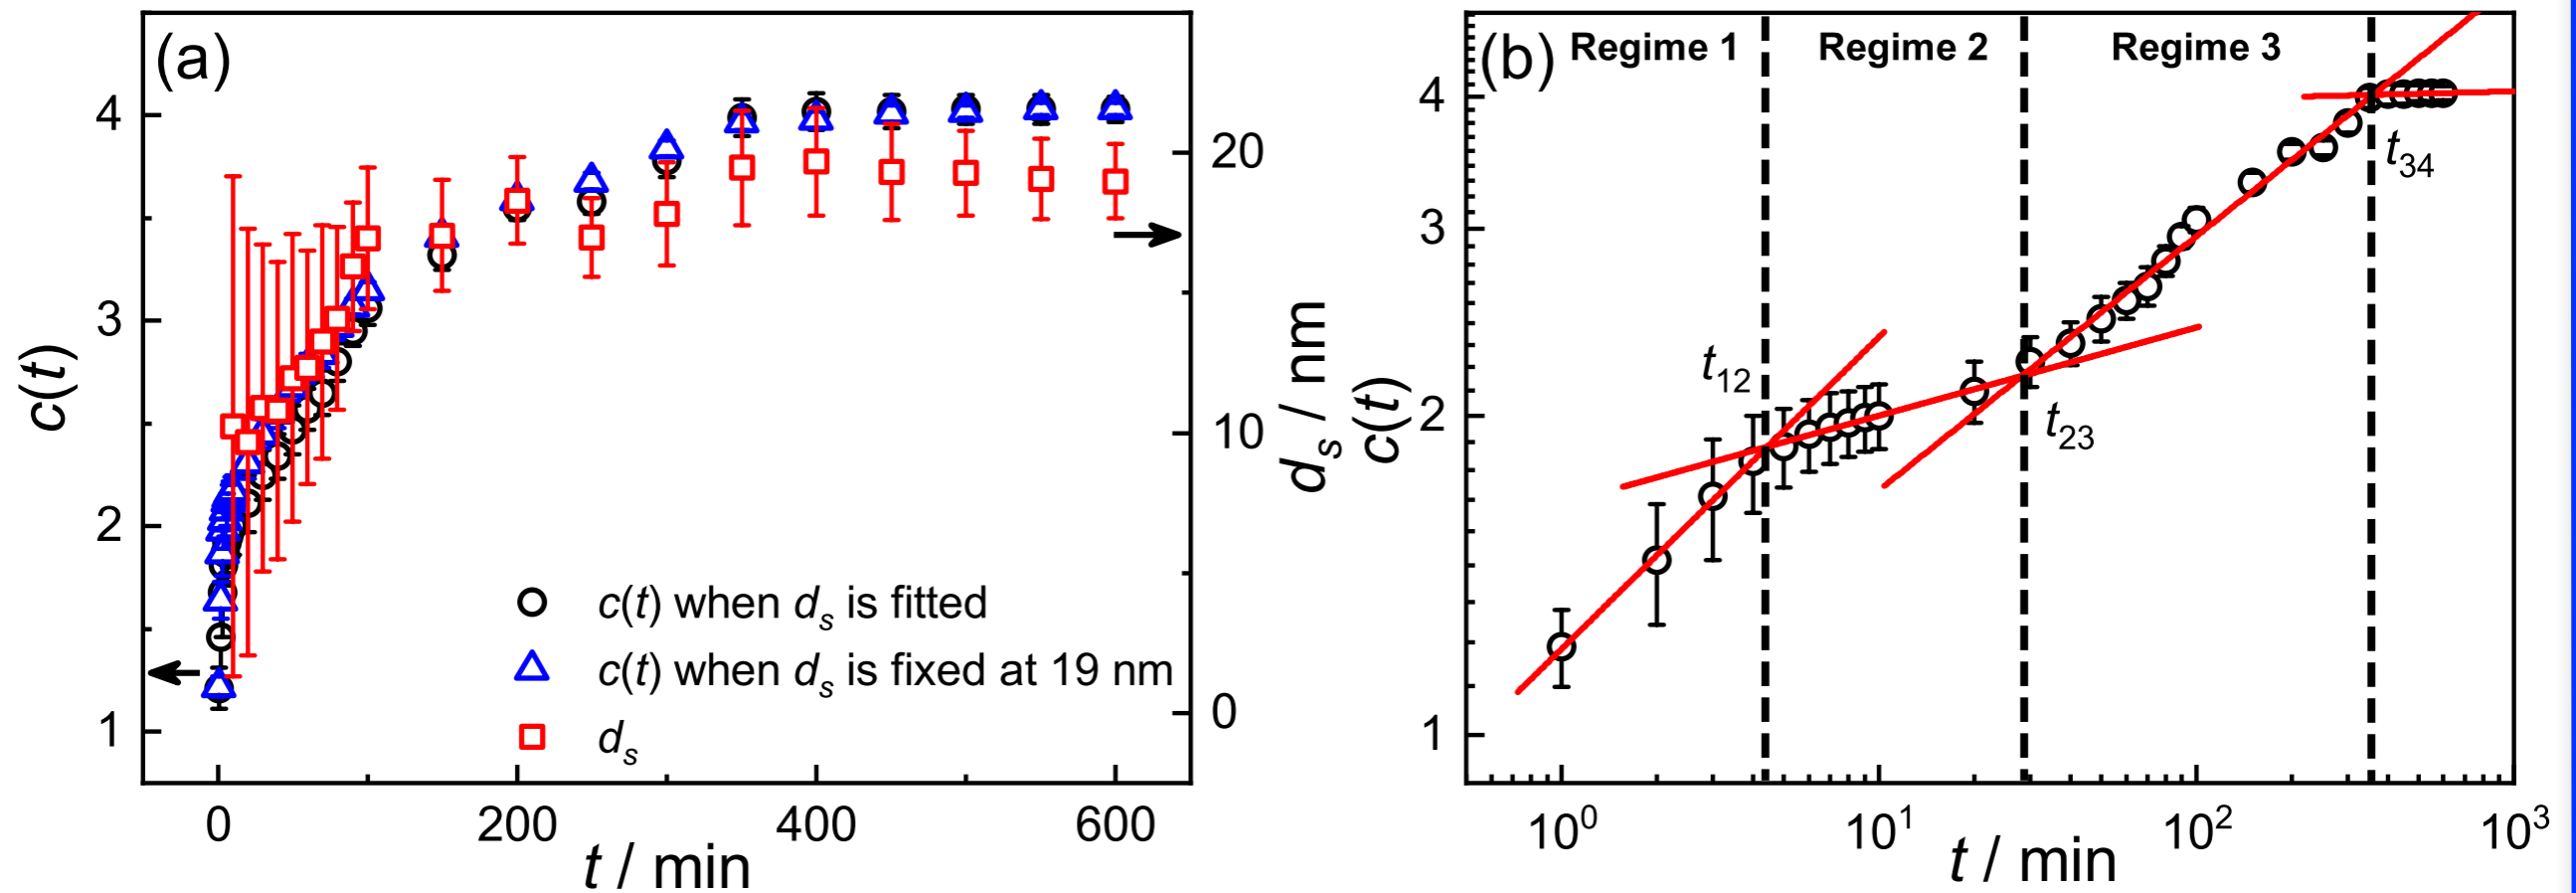 (a)
4
3
2
1
c(t)
20
10
0
d_s / nm
c(t) when d_s is fitted
c(t) when d_s is fixed at 19 nm
d_s
0 200 400 600
t / min
(b)
Regime 1 Regime 2 Regime 3
4
3
2
1
c(t)
t_12
t_23
t_34
10^0 10^1 10^2 10^3
t / min